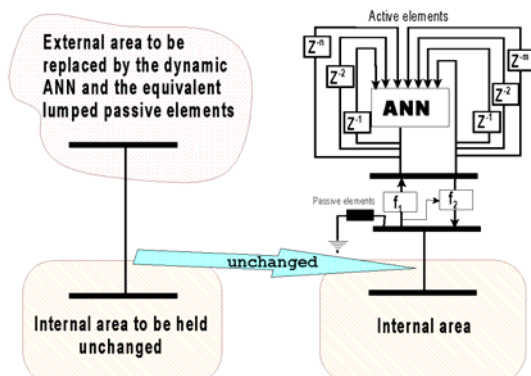 External area to be
replaced by the dynamic
ANN and the equivalent
lumped passive elements
Internal area to be held
unchanged
unchanged
Active elements
Z⁻ⁿ
Z⁻²
Z⁻¹
ANN
Z⁻ᵐ
Z⁻²
Z⁻¹
Passive elements
f₁
f₂
Internal area